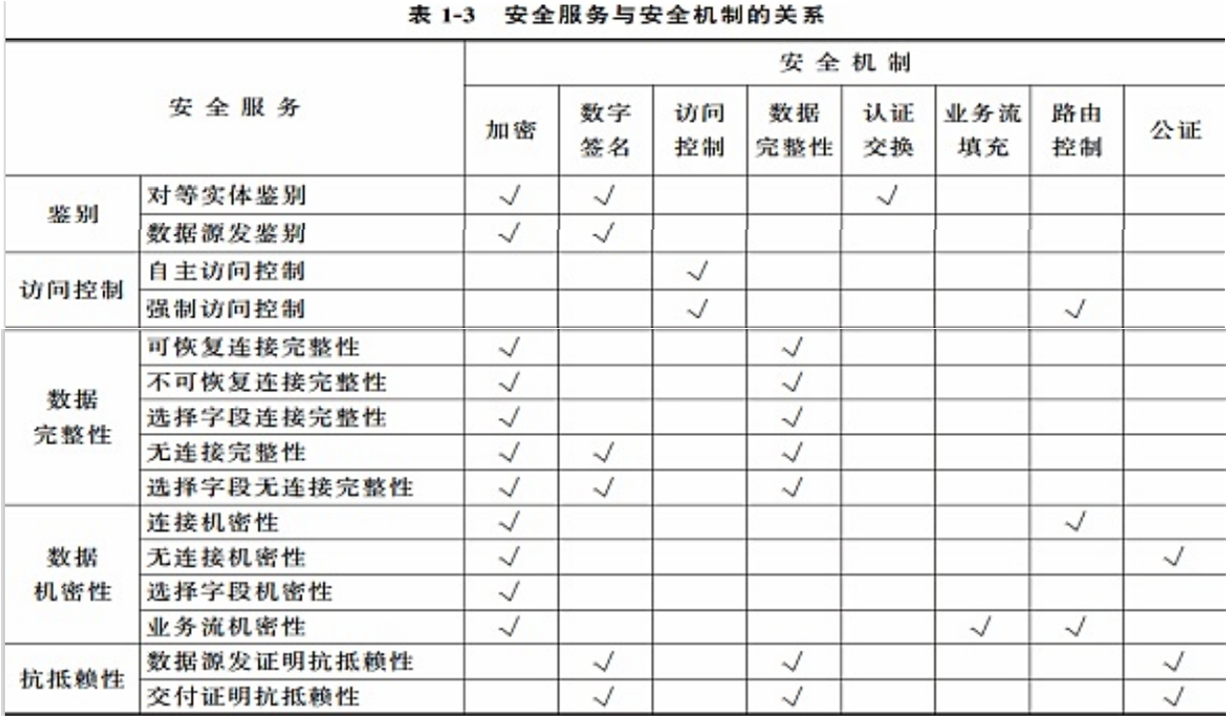 表 1-3 安全服务与安全机制的关系
安全服务
安全机制
加密 数字签名 访问控制 数据完整性 认证交换 业务流填充 路由控制 公证
鉴别
对等实体鉴别 √ √ √
数据源发鉴别 √ √
访问控制
自主访问控制 √
强制访问控制 √ √
数据完整性
可恢复连接完整性 √ √
不可恢复连接完整性 √ √
选择字段连接完整性 √ √
无连接完整性 √ √ √
选择字段无连接完整性 √ √ √
数据机密性
连接机密性 √ √
无连接机密性 √ √
选择字段机密性 √
业务流机密性 √ √ √
抗抵赖性
数据源发证明抗抵赖性 √ √ √
交付证明抗抵赖性 √ √ √